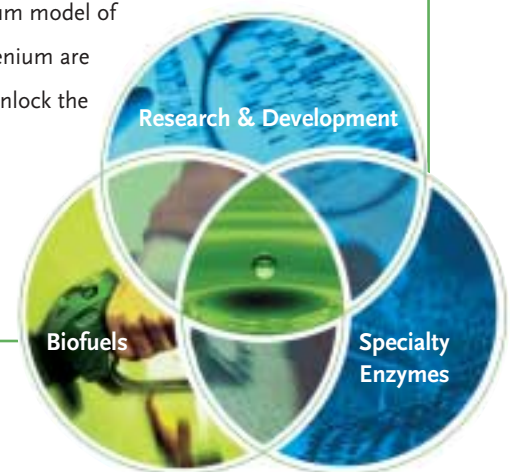 um model of
enium are
nlock the
Research & Development
Biofuels
Specialty
Enzymes